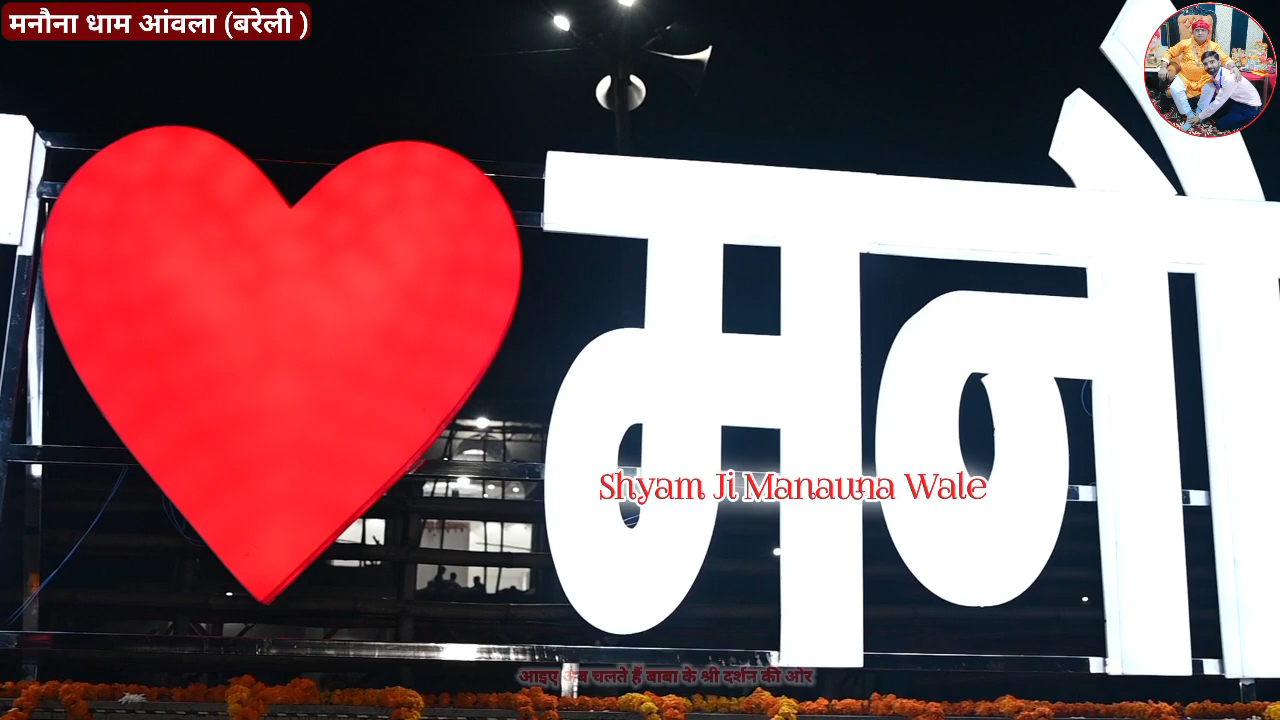 मनौना धाम आंवला (बरेली )
मनौ
Shyam Ji Manauna Wale
आइए अब चलते हैं बाबा के श्री दर्शन की ओर